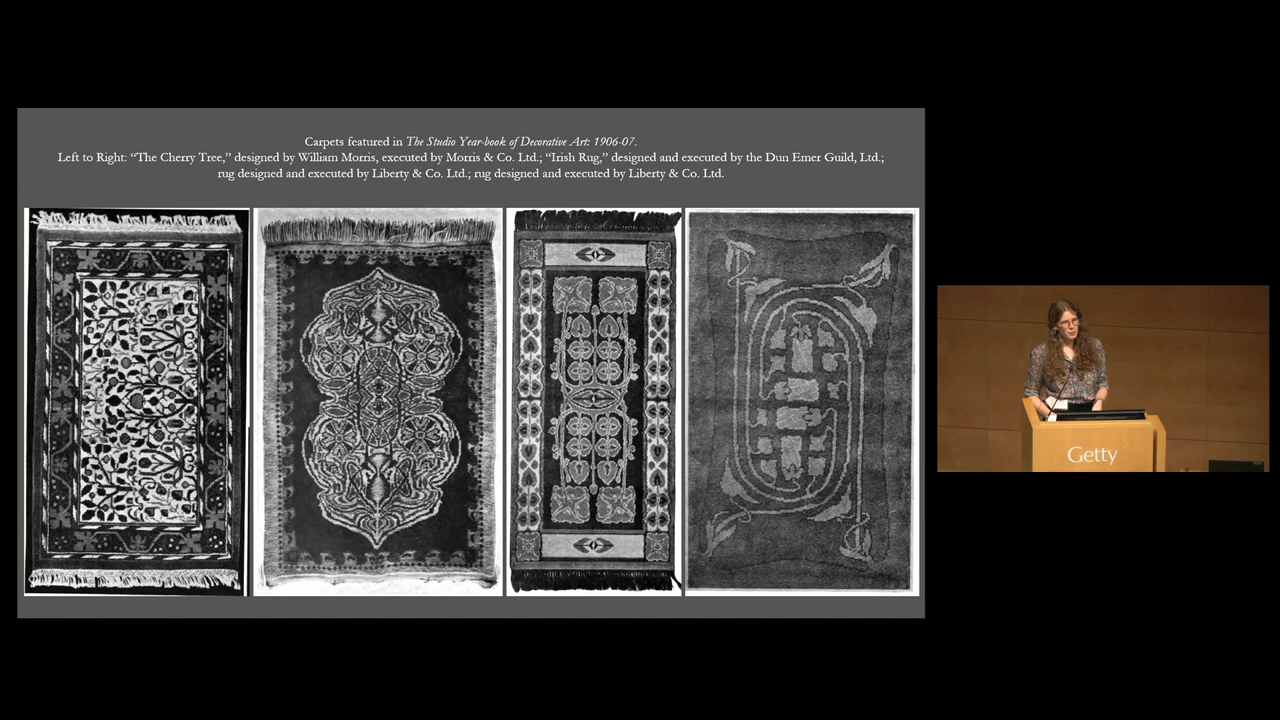 Carpets featured in The Studio Year-book of Decorative Art: 1906-07.
Left to Right: “The Cherry Tree,” designed by William Morris, executed by Morris & Co. Ltd.; “Irish Rug,” designed and executed by the Dun Emer Guild, Ltd.;
rug designed and executed by Liberty & Co. Ltd.; rug designed and executed by Liberty & Co. Ltd.
Getty